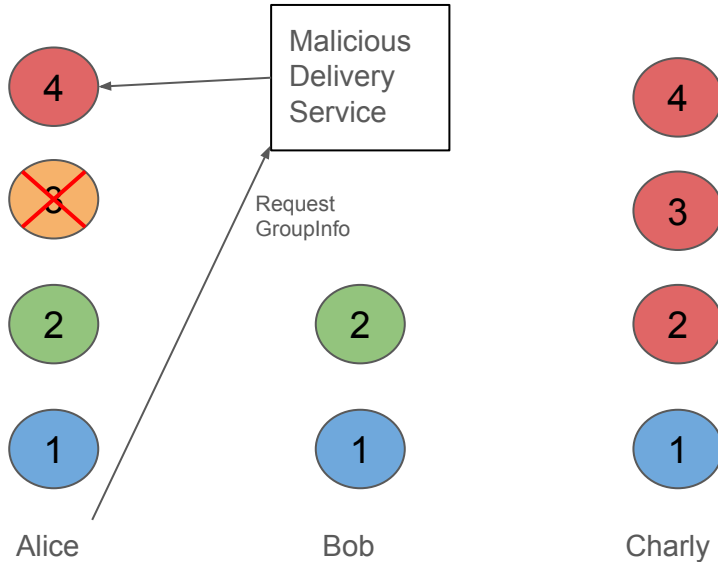 Malicious
Delivery
Service
4
4
3
3
Request
GroupInfo
2
2
2
1
1
1
Alice
Bob
Charly